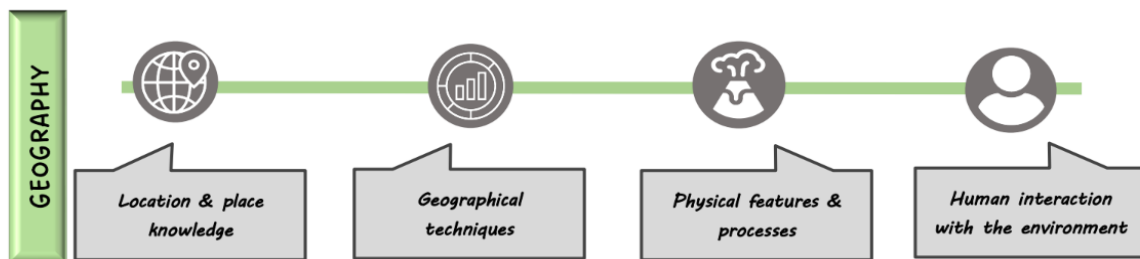 GEOGRAPHY
Location & place
knowledge
Geographical
techniques
Physical features &
processes
Human interaction
with the environment